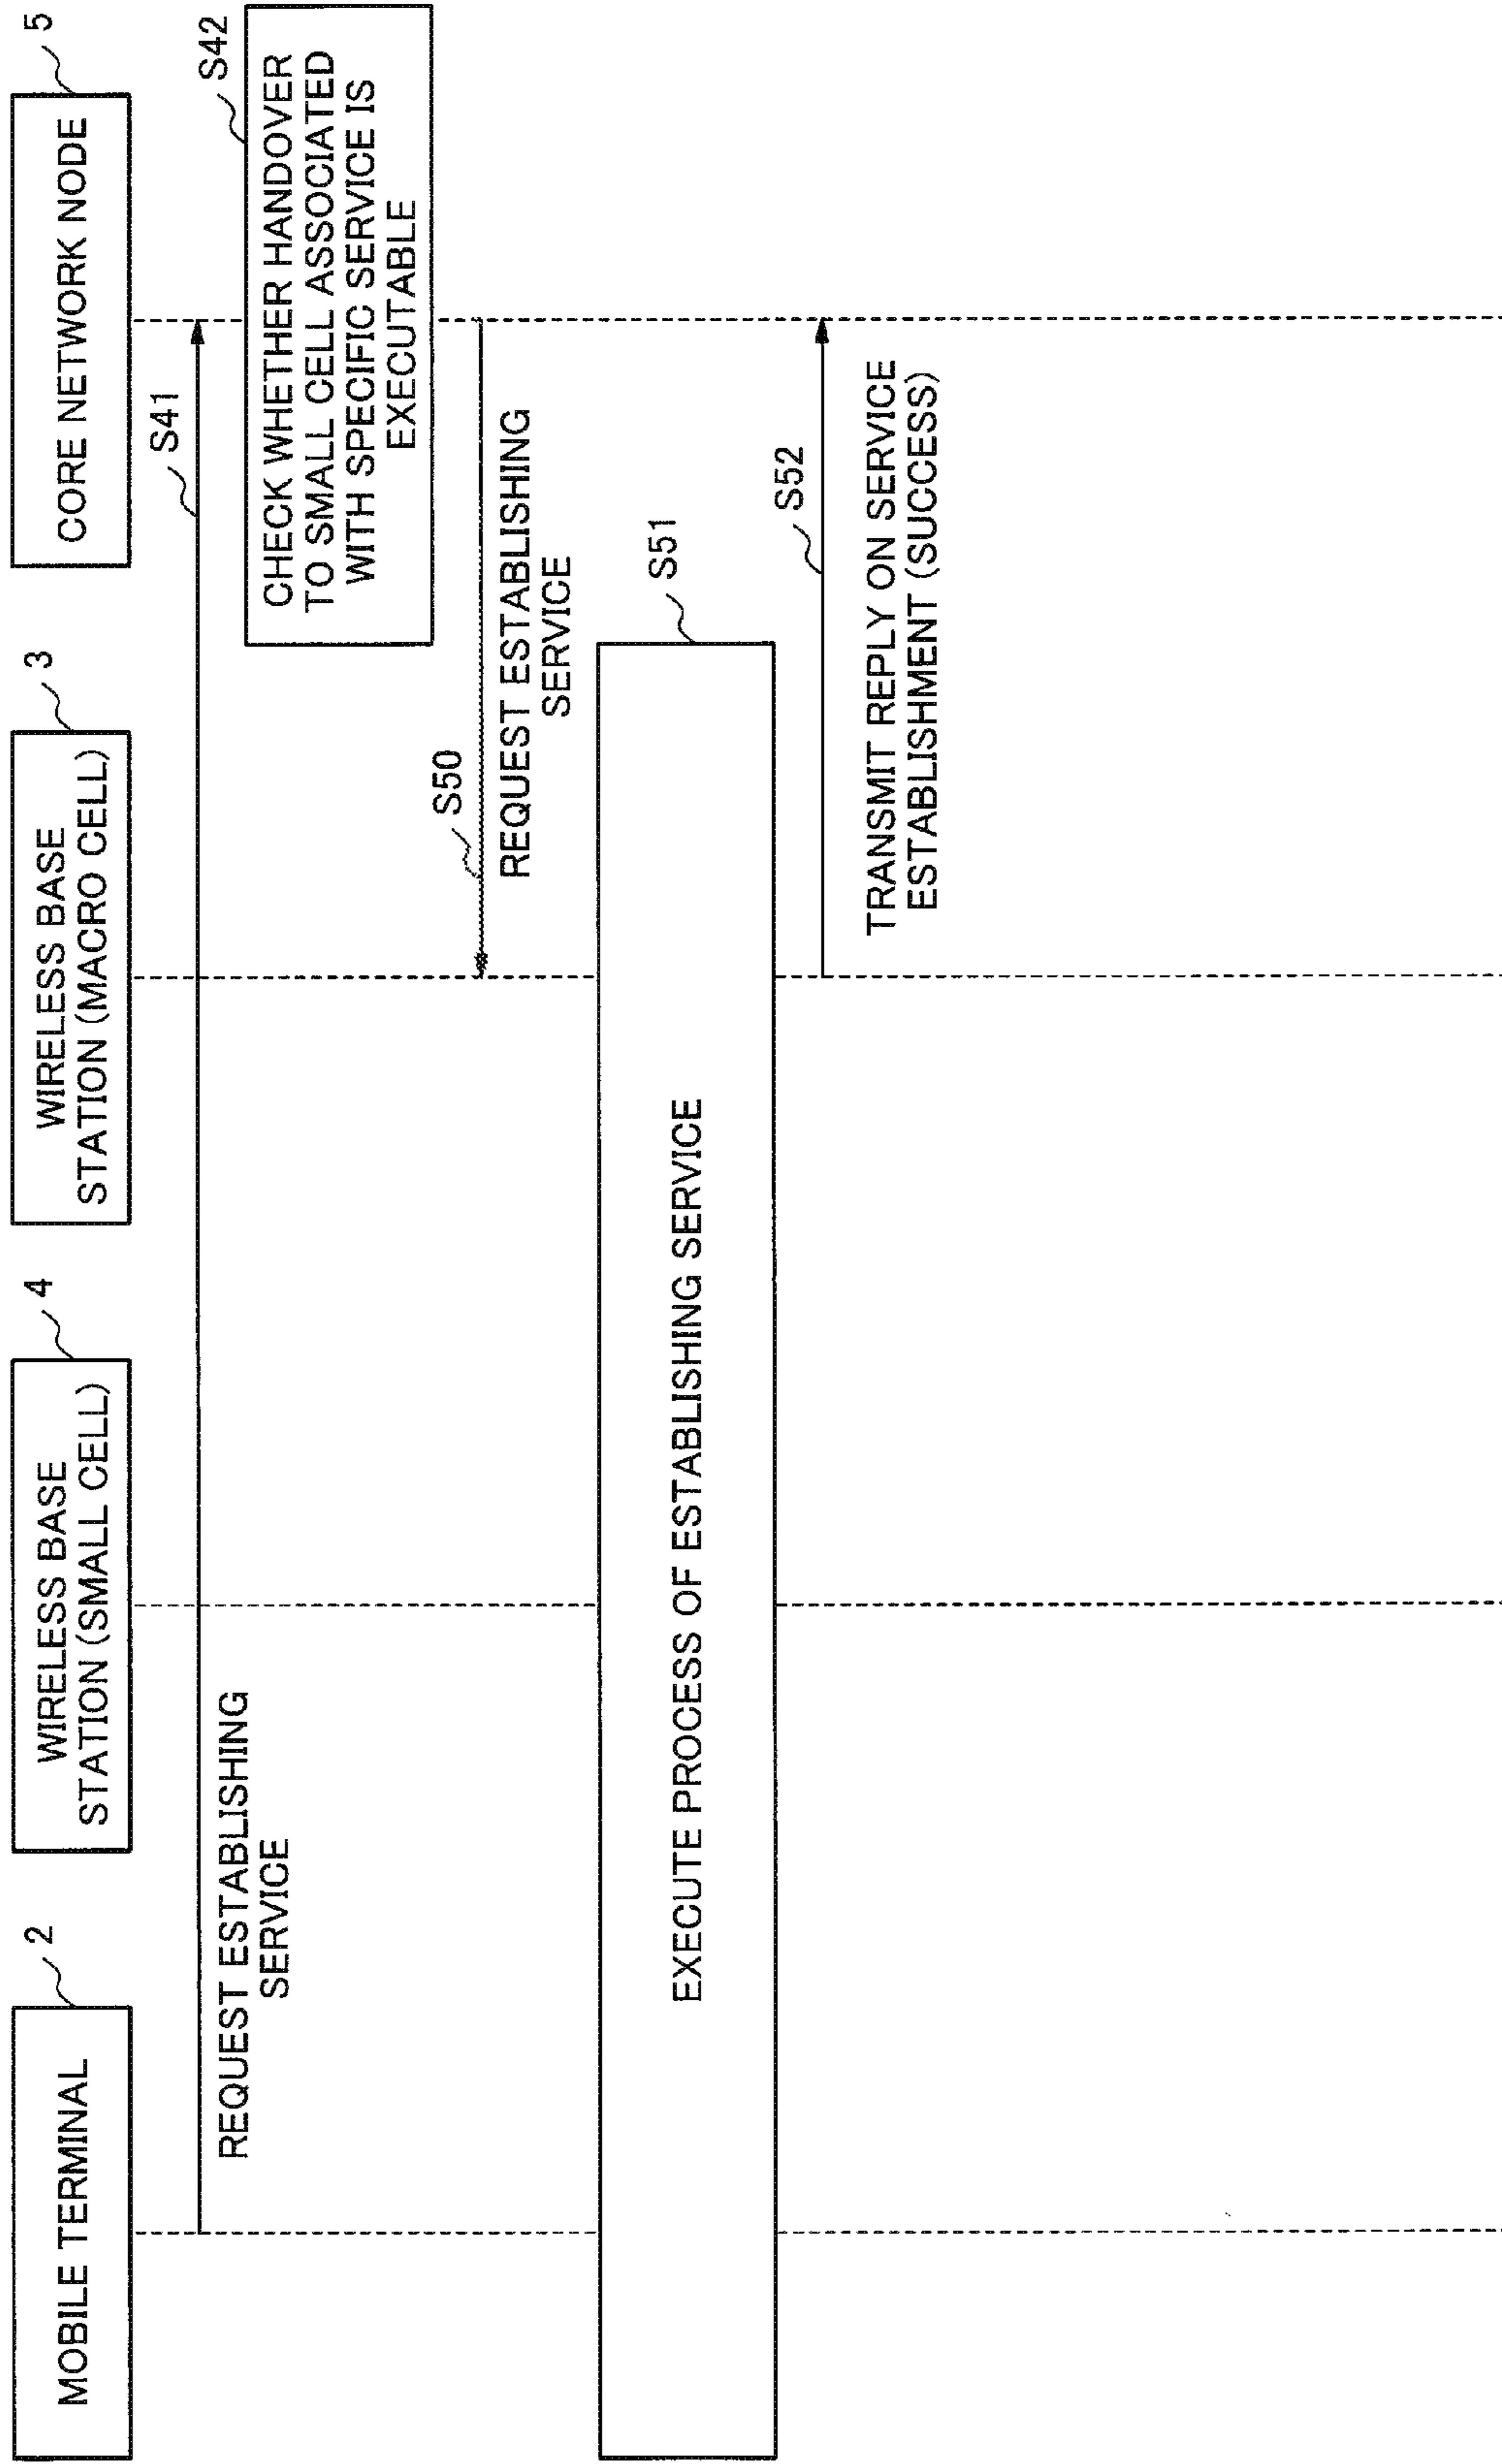 MOBILE TERMINAL
2
WIRELESS BASE
STATION (SMALL CELL)
4
WIRELESS BASE
STATION (MACRO CELL)
3
CORE NETWORK NODE
5
S41
REQUEST ESTABLISHING
SERVICE
S42
CHECK WHETHER HANDOVER
TO SMALL CELL ASSOCIATED
WITH SPECIFIC SERVICE IS
EXECUTABLE
S50
REQUEST ESTABLISHING
SERVICE
S51
EXECUTE PROCESS OF ESTABLISHING SERVICE
S52
TRANSMIT REPLY ON SERVICE
ESTABLISHMENT (SUCCESS)